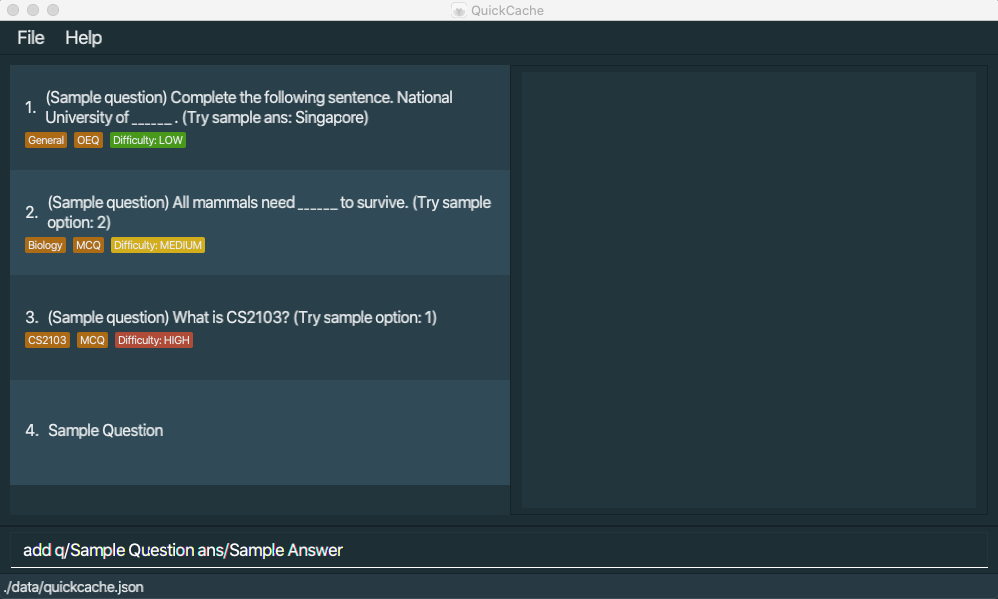 QuickCache
File Help
1. (Sample question) Complete the following sentence. National
University of ______ . (Try sample ans: Singapore)
General OEQ Difficulty: LOW
2. (Sample question) All mammals need ______ to survive. (Try sample
option: 2)
Biology MCQ Difficulty: MEDIUM
3. (Sample question) What is CS2103? (Try sample option: 1)
CS2103 MCQ Difficulty: HIGH
4. Sample Question
add q/Sample Question ans/Sample Answer
./data/quickcache.json